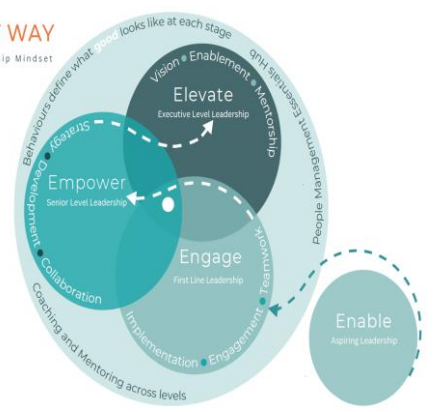 WAY
ip Mindset
Behaviours define what good looks like at each stage
People Management Essentials Hub
Vision • Enablement • Mentorship
Elevate
Executive Level Leadership
Strategy • Development • Collaboration
Empower
Senior Level Leadership
Engage
First Line Leadership
Implementation • Engagement • Teamwork
Enable
Aspiring Leadership
Coaching and Mentoring across levels